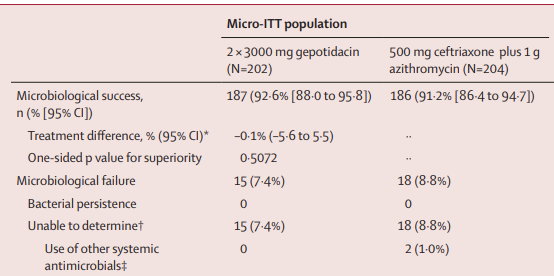 Micro-ITT population
2 × 3000 mg gepotidacin 500 mg ceftriaxone plus 1 g
(N=202) azithromycin (N=204)
Microbiological success, 187 (92·6% [88·0 to 95·8]) 186 (91·2% [86·4 to 94·7])
n (% [95% CI])
Treatment difference, % (95% CI)* –0·1% (–5·6 to 5·5) ··
One-sided p value for superiority 0·5072 ··
Microbiological failure 15 (7·4%) 18 (8·8%)
Bacterial persistence 0 0
Unable to determine† 15 (7·4%) 18 (8·8%)
Use of other systemic 0 2 (1·0%)
antimicrobials‡